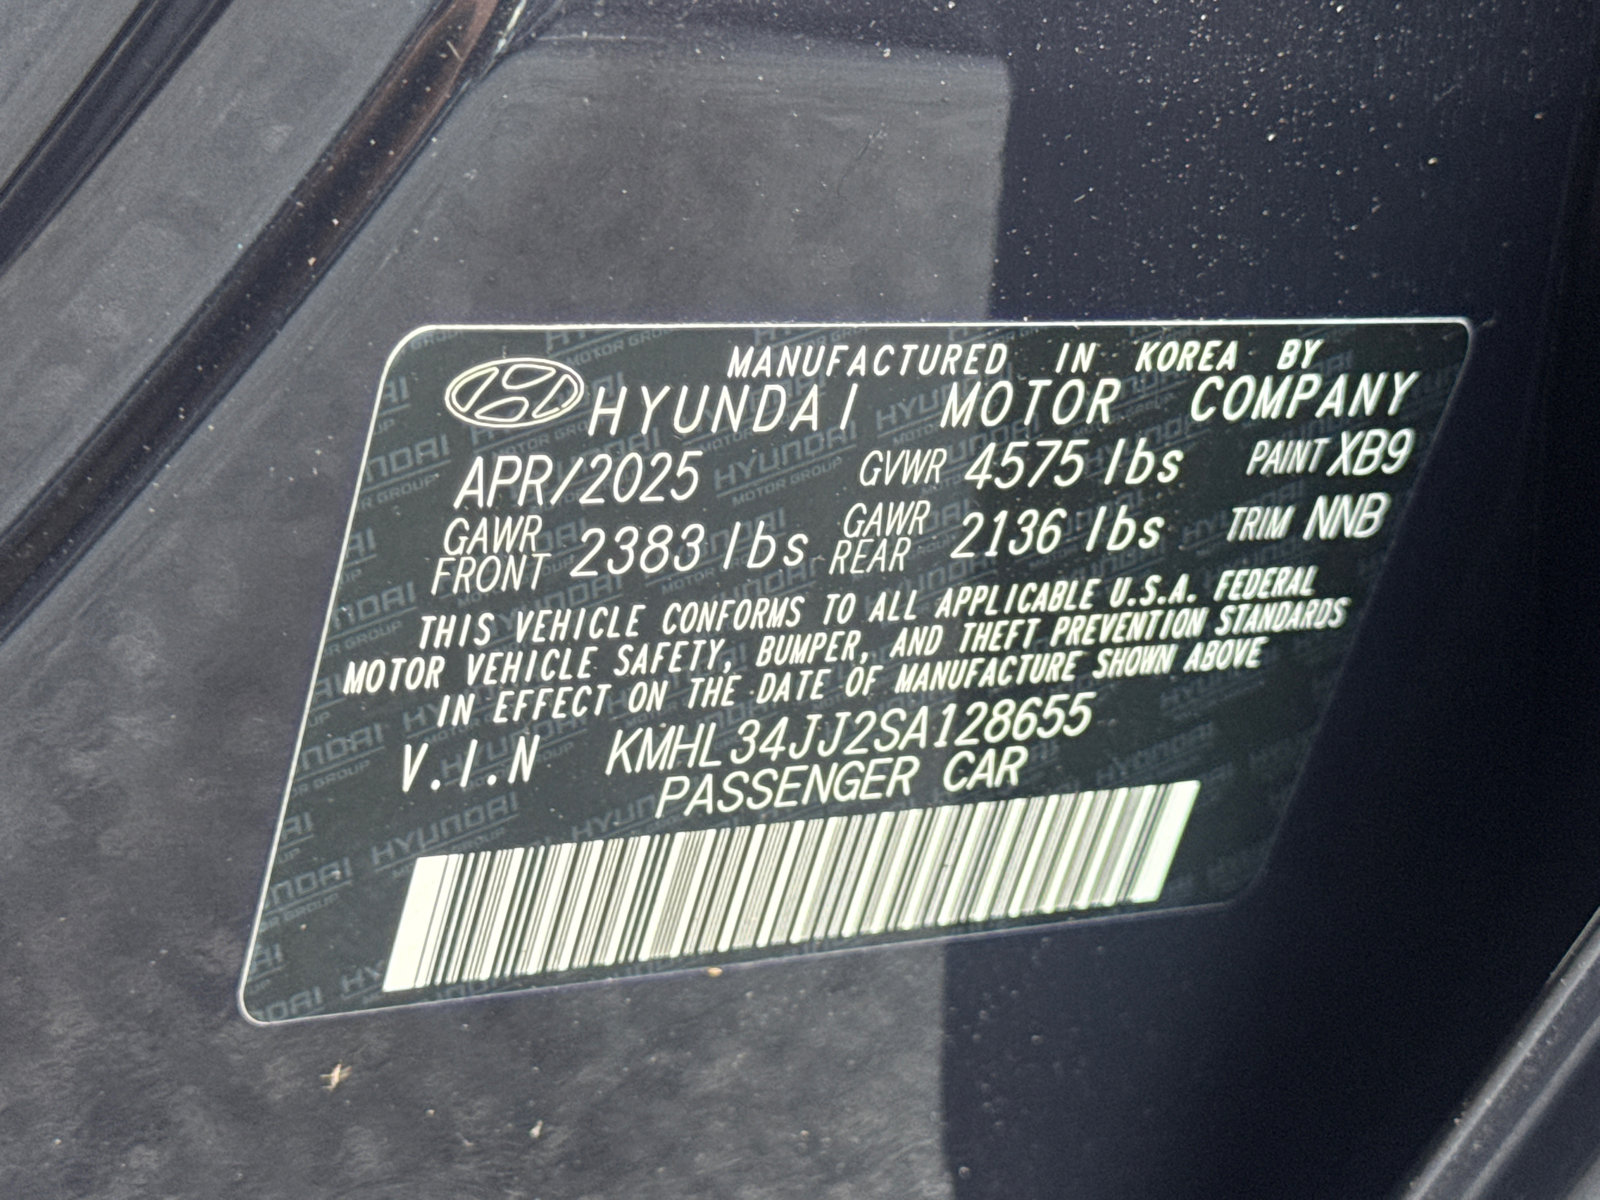 MANUFACTURED IN KOREA BY
HYUNDAI MOTOR COMPANY
APR/2025 GVWR 4575 lbs PAINT XB9
GAWR FRONT 2383 lbs GAWR REAR 2136 lbs TRIM NNB
THIS VEHICLE CONFORMS TO ALL APPLICABLE U.S.A. FEDERAL
MOTOR VEHICLE SAFETY, BUMPER, AND THEFT PREVENTION STANDARDS
IN EFFECT ON THE DATE OF MANUFACTURE SHOWN ABOVE
V.I.N KMHL34JJ2SA128655
PASSENGER CAR